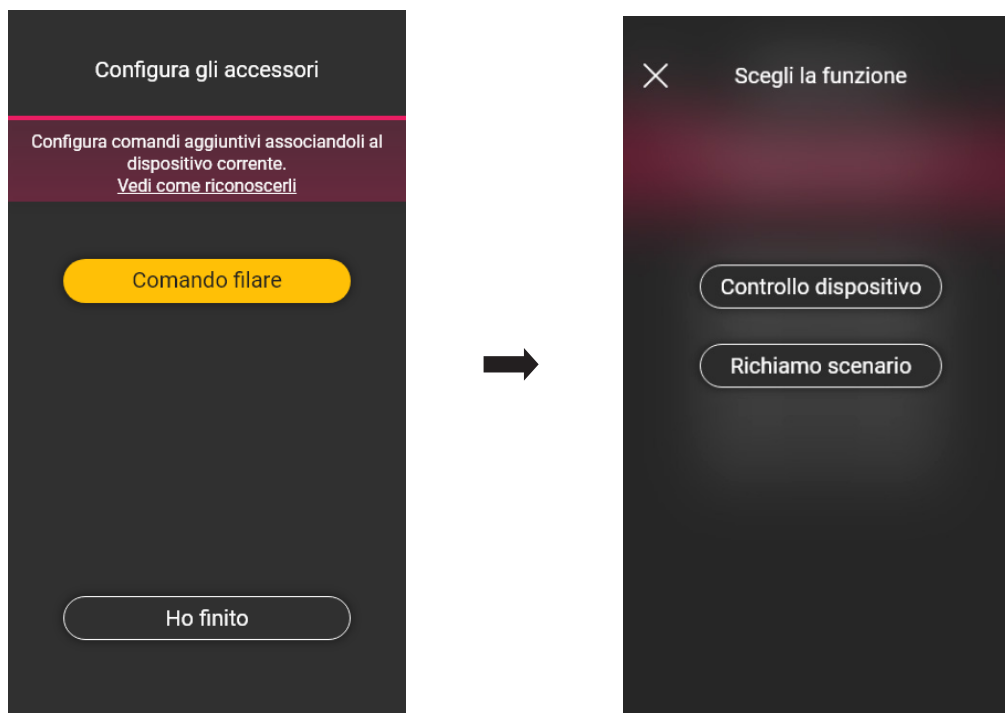 Configura gli accessori
Configura comandi aggiuntivi associandoli al
dispositivo corrente.
Vedi come riconoscerli
Comando filare
Ho finito
Scegli la funzione
Controllo dispositivo
Richiamo scenario